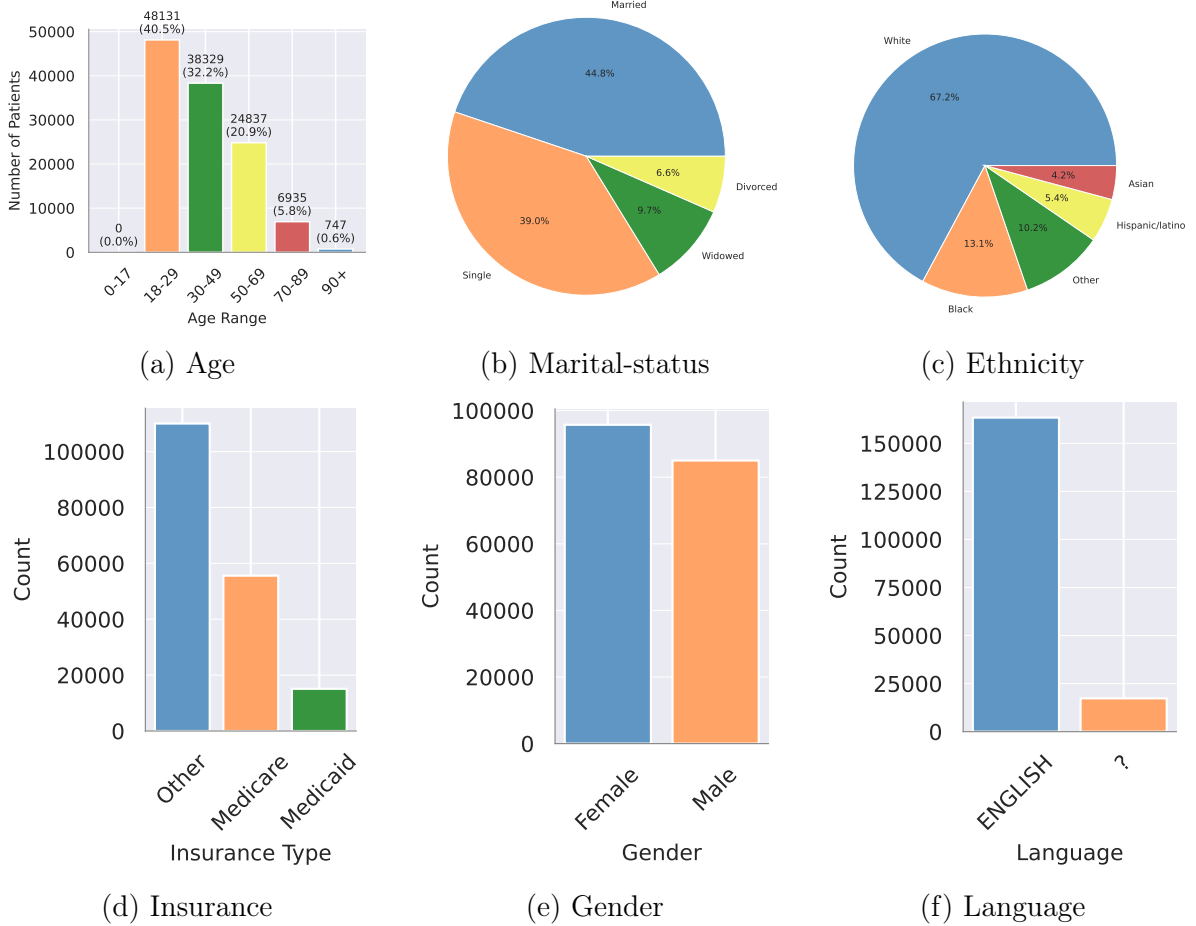 48131
(40.5%)
38329
(32.2%)
24837
(20.9%)
6935
(5.8%)
747
(0.6%)
0
(0.0%)
50000
40000
30000
20000
10000
0
Number of Patients
0-17
18-29
30-49
50-69
70-89
90+
Age Range
(a) Age
Married
44.8%
39.0%
Single
9.7%
Widowed
6.6%
Divorced
(b) Marital-status
White
67.2%
13.1%
Black
10.2%
Other
5.4%
Hispanic/latino
4.2%
Asian
(c) Ethnicity
100000
80000
60000
40000
20000
0
Count
Other
Medicare
Medicaid
Insurance Type
(d) Insurance
100000
80000
60000
40000
20000
0
Count
Female
Male
Gender
(e) Gender
150000
125000
100000
75000
50000
25000
0
Count
ENGLISH
?
Language
(f) Language